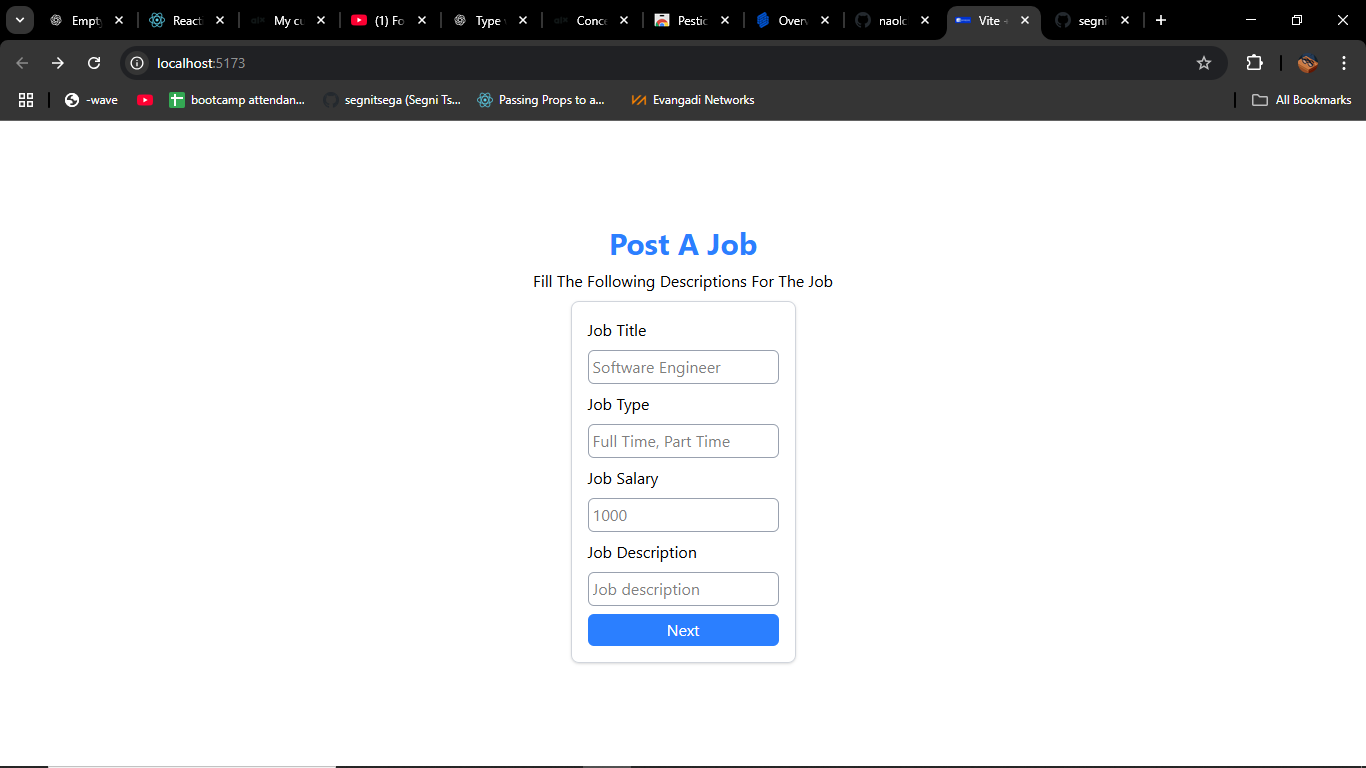 Empty
React
My cu
(1) Fo
Type
Conce
Pestic
Over
naolc
Vite
segni
localhost:5173
-wave
bootcamp attendan...
segnitsega (Segni Ts...
Passing Props to a...
Evangadi Networks
All Bookmarks
Post A Job
Fill The Following Descriptions For The Job
Job Title
Software Engineer
Job Type
Full Time, Part Time
Job Salary
1000
Job Description
Job description
Next